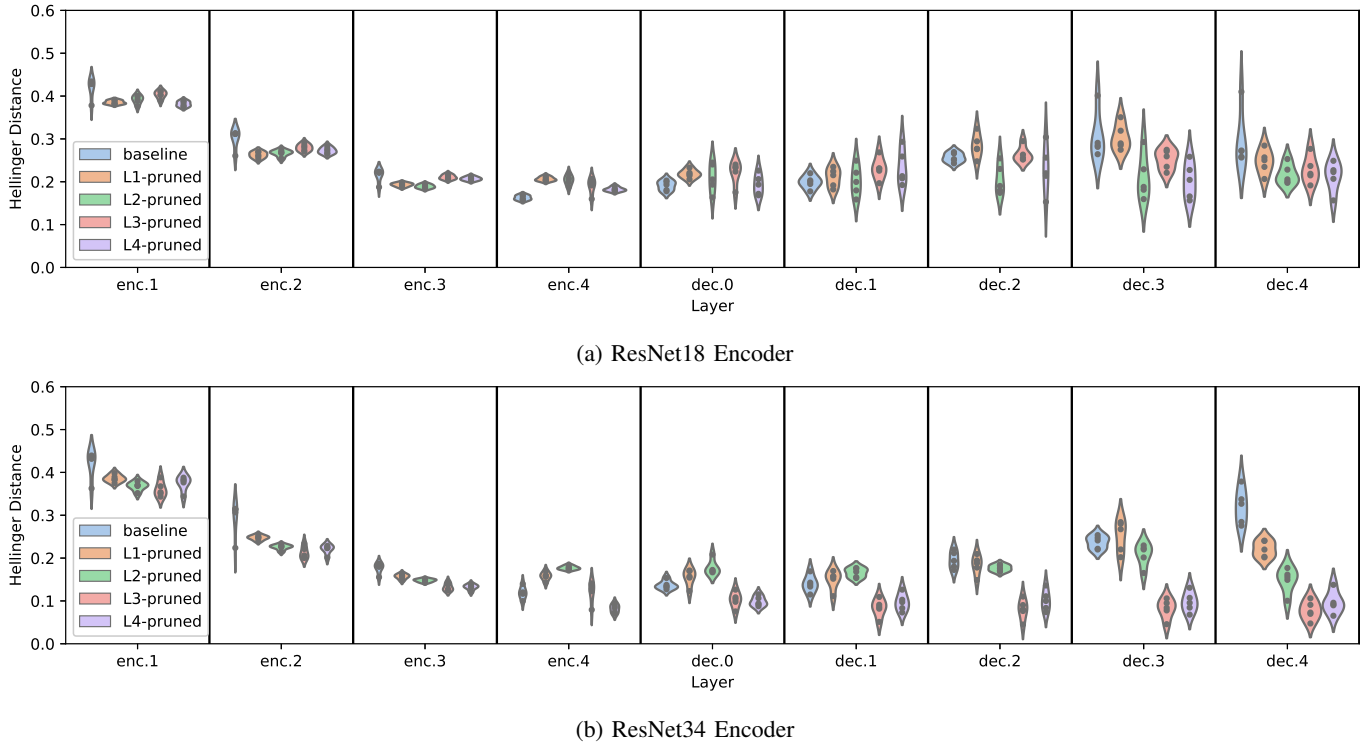 0.6
0.5
0.4
0.3
0.2
0.1
0.0
Hellinger Distance
baseline
L1-pruned
L2-pruned
L3-pruned
L4-pruned
enc.1 enc.2 enc.3 enc.4 dec.0 dec.1 dec.2 dec.3 dec.4
Layer
(a) ResNet18 Encoder
0.6
0.5
0.4
0.3
0.2
0.1
0.0
Hellinger Distance
baseline
L1-pruned
L2-pruned
L3-pruned
L4-pruned
enc.1 enc.2 enc.3 enc.4 dec.0 dec.1 dec.2 dec.3 dec.4
Layer
(b) ResNet34 Encoder